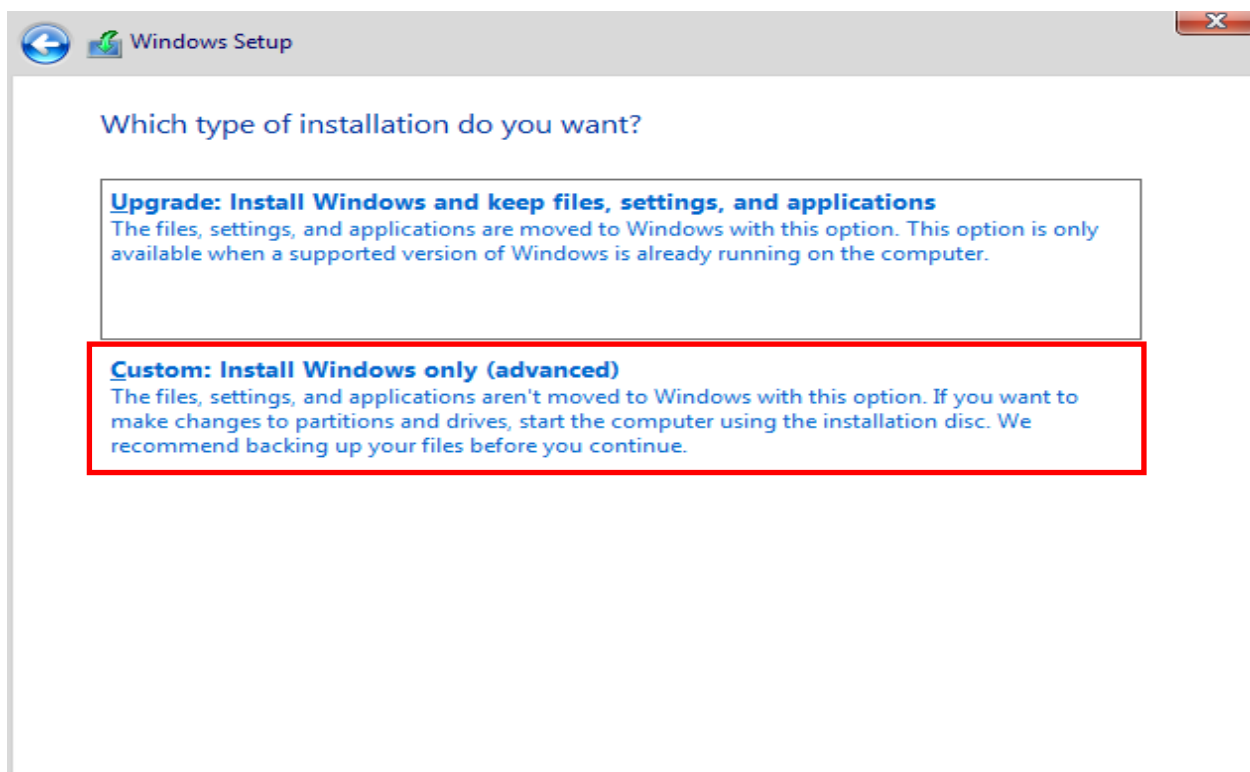 Windows Setup
Which type of installation do you want?
Upgrade: Install Windows and keep files, settings, and applications
The files, settings, and applications are moved to Windows with this option. This option is only
available when a supported version of Windows is already running on the computer.
Custom: Install Windows only (advanced)
The files, settings, and applications aren't moved to Windows with this option. If you want to
make changes to partitions and drives, start the computer using the installation disc. We
recommend backing up your files before you continue.